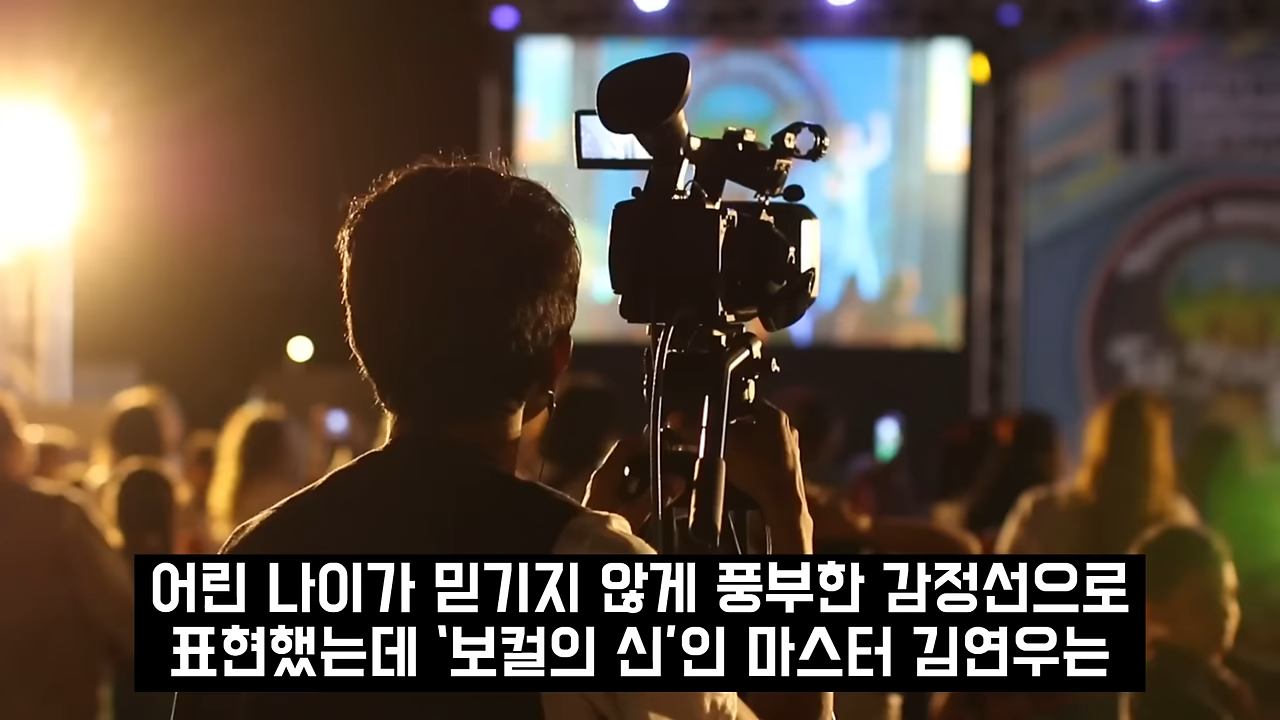 어린 나이가 믿기지 않게 풍부한 감정선으로
표현했는데 '보컬의 신'인 마스터 김연우는